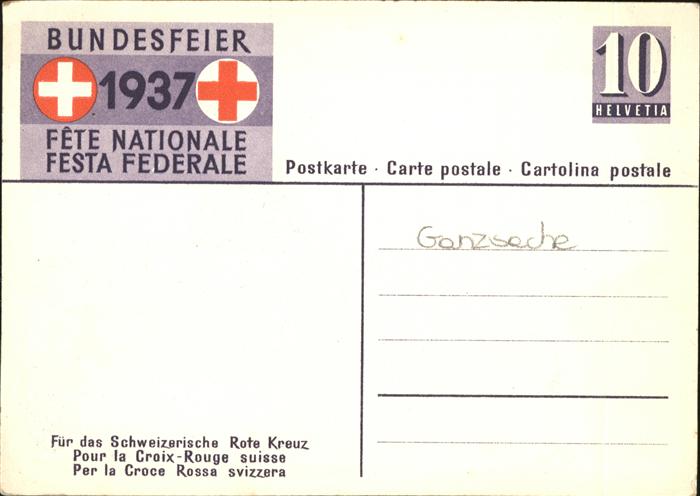 BUNDESFEIER
1937
FÊTE NATIONALE
FESTA FEDERALE
10
HELVETIA
Postkarte · Carte postale · Cartolina postale
Ganzsache
Für das Schweizerische Rote Kreuz
Pour la Croix-Rouge suisse
Per la Croce Rossa svizzera